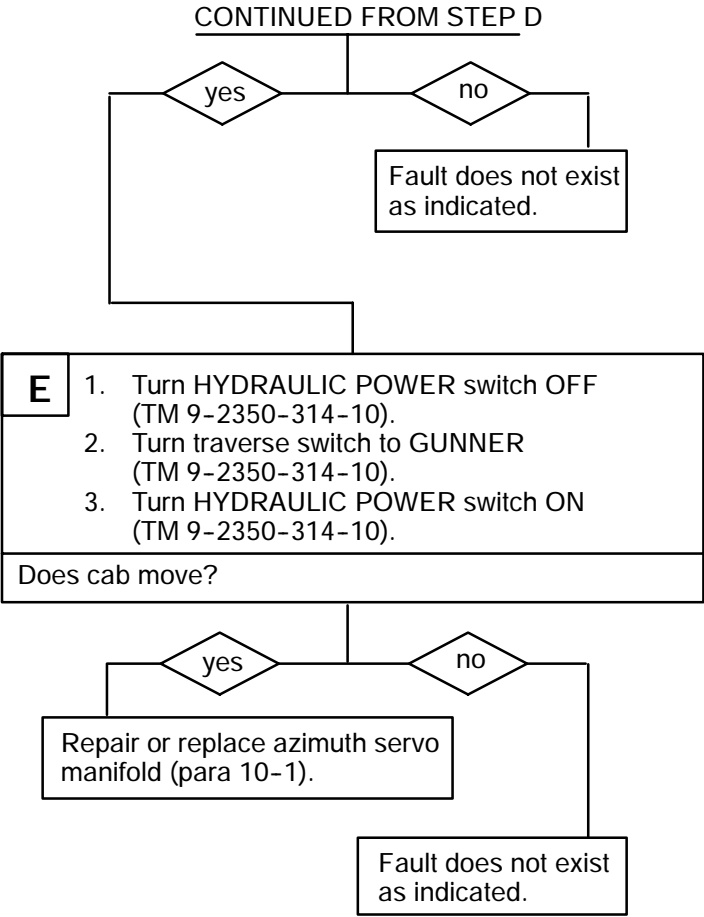 CONTINUED FROM STEP D
yes
no
Fault does not exist
as indicated.
E
1. Turn HYDRAULIC POWER switch OFF
(TM 9-2350-314-10).
2. Turn traverse switch to GUNNER
(TM 9-2350-314-10).
3. Turn HYDRAULIC POWER switch ON
(TM 9-2350-314-10).
Does cab move?
yes
no
Repair or replace azimuth servo
manifold (para 10-1).
Fault does not exist
as indicated.